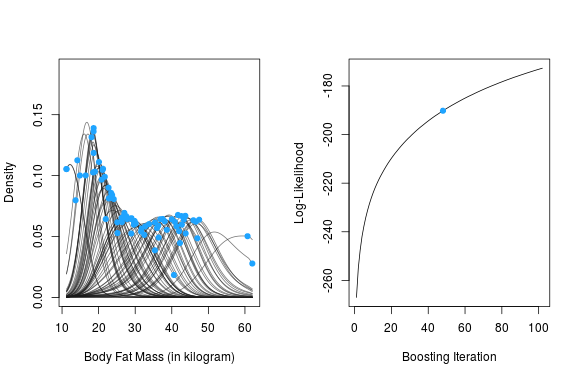 Density
0.00 0.05 0.10 0.15
10 20 30 40 50 60
Body Fat Mass (in kilogram)
Log-Likelihood
-260 -240 -220 -200 -180
0 20 40 60 80 100
Boosting Iteration